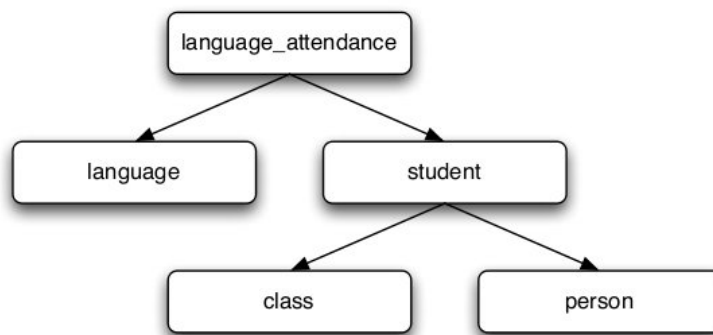 language_attendance
language
student
class
person